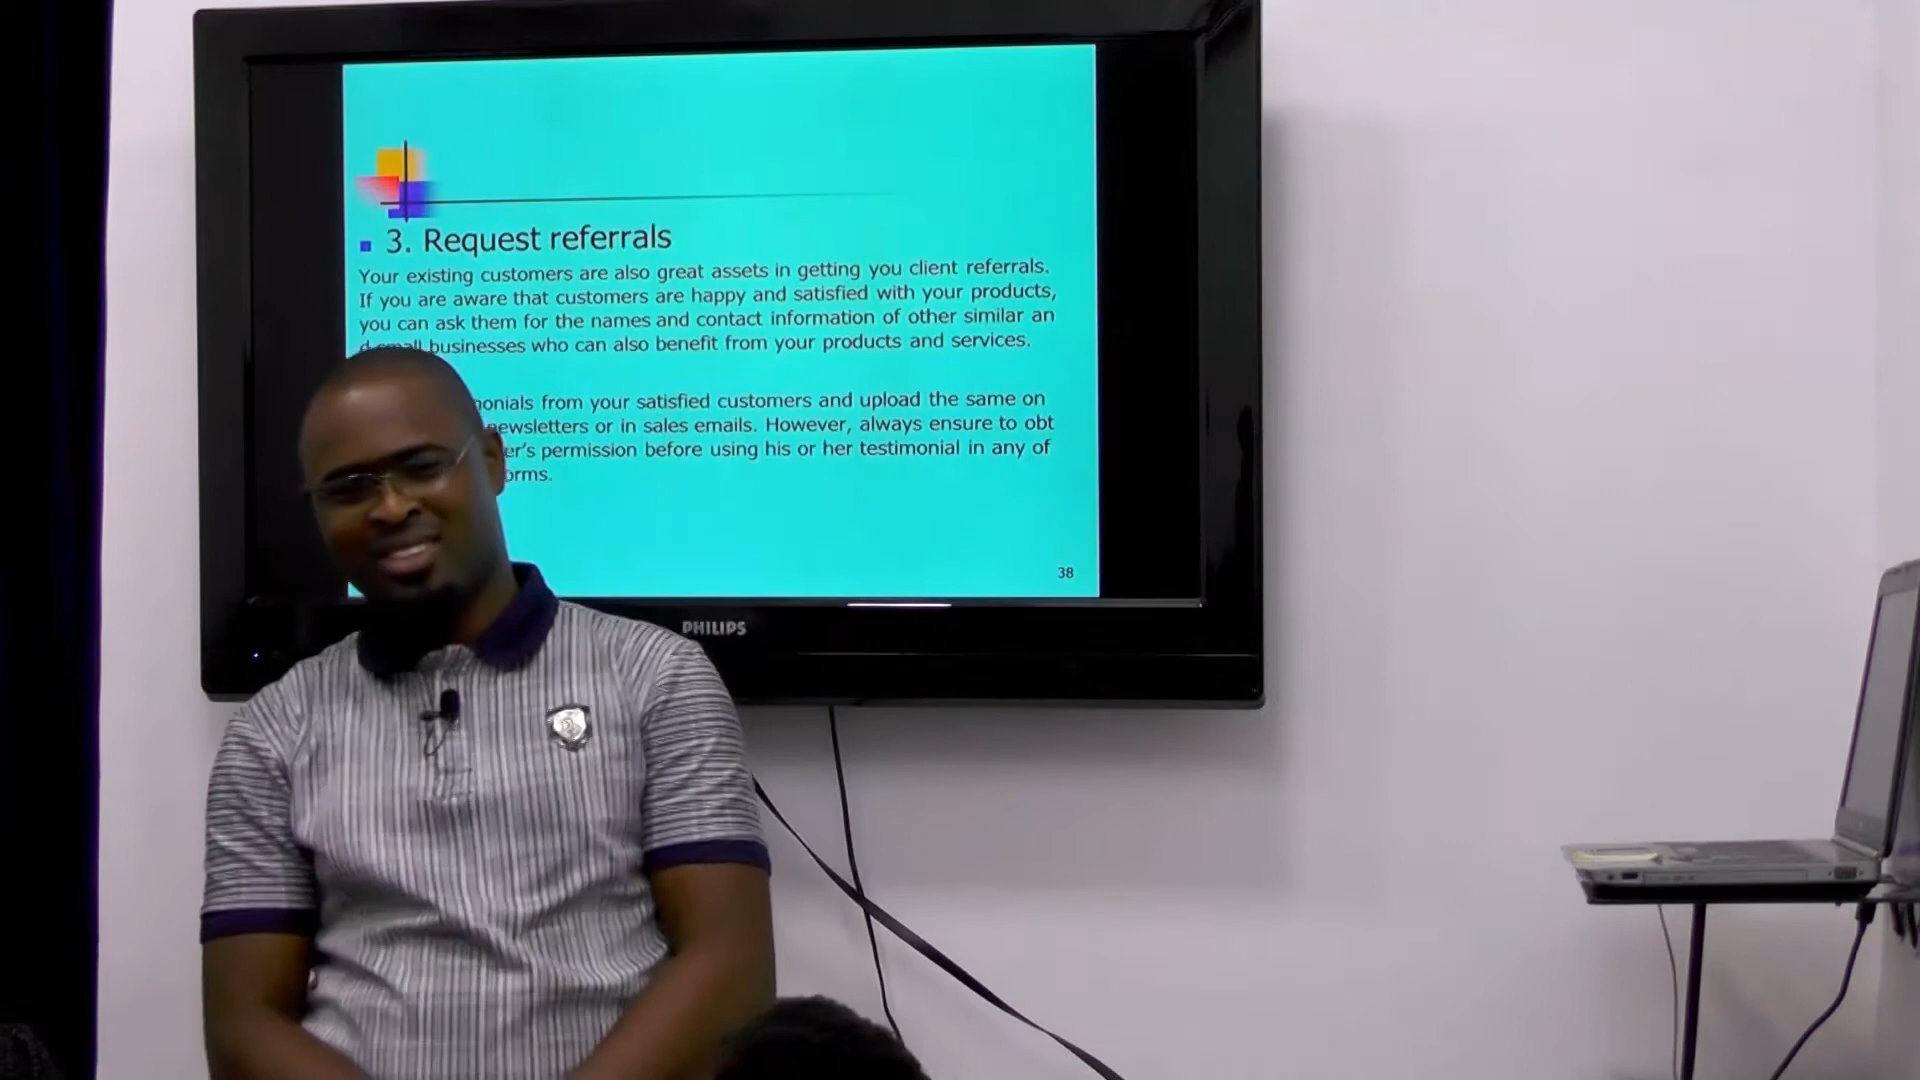 3. Request referrals
Your existing customers are also great assets in getting you client referrals.
If you are aware that customers are happy and satisfied with your products,
you can ask them for the names and contact information of other similar an
d small businesses who can also benefit from your products and services.
monials from your satisfied customers and upload the same on
newsletters or in sales emails. However, always ensure to obt
er's permission before using his or her testimonial in any of
orms.
38
PHILIPS